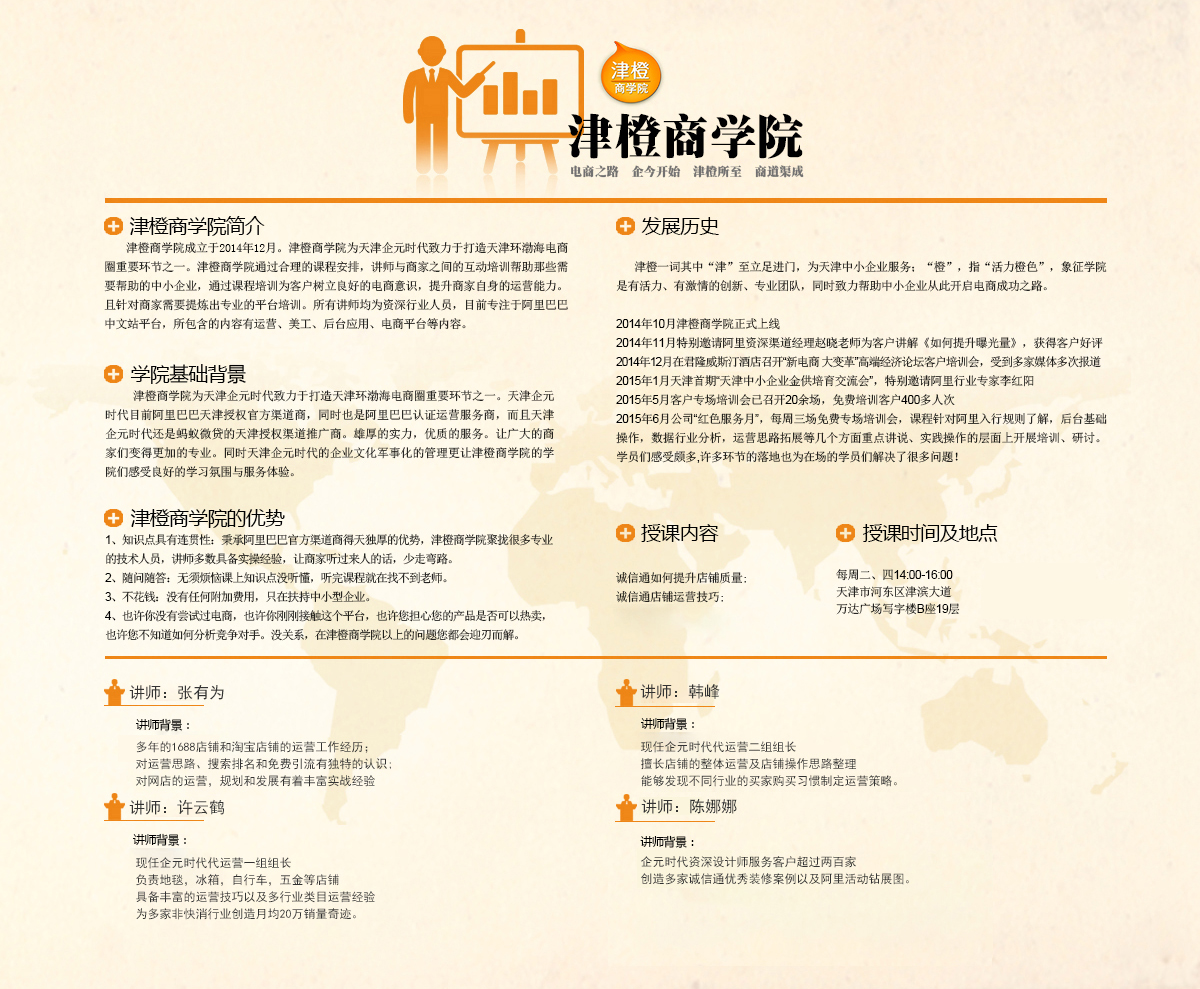 津橙
商学院
津橙商学院
电商之路 企今开始 津橙所至 商道渠成
津橙商学院简介
津橙商学院成立于2014年12月。津橙商学院为天津企元时代致力于打造天津环渤海电商
圈重要环节之一。津橙商学院通过合理的课程安排，讲师与商家之间的互动培训帮助那些需
要帮助的中小企业，通过课程培训为客户树立良好的电商意识，提升商家自身的运营能力。
且针对商家需要提炼出专业的平台培训。所有讲师均为资深行业人员，目前专注于阿里巴巴
中文站平台，所包含的内容有运营、美工、后台应用、电商平台等内容。
学院基础背景
津橙商学院为天津企元时代致力于打造天津环渤海电商圈重要环节之一。天津企元
时代目前阿里巴巴天津授权官方渠道商，同时也是阿里巴巴认证运营服务商，而且天津
企元时代还是蚂蚁微贷的天津授权渠道推广商。雄厚的实力，优质的服务。让广大的商
家们变得更加的专业。同时天津企元时代的企业文化军事化的管理更让津橙商学院的学
院们感受良好的学习氛围与服务体验。
津橙商学院的优势
1、知识点具有连贯性：秉承阿里巴巴官方渠道商得天独厚的优势，津橙商学院聚拢很多专业
的技术人员，讲师多数具备实操经验，让商家听过来人的话，少走弯路。
2、随问随答：无须烦恼课上知识点没听懂，听完课程就在找不到老师。
3、不花钱：没有任何附加费用，只在扶持中小型企业。
4、也许你没有尝试过电商，也许你刚刚接触这个平台，也许您担心您的产品是否可以热卖，
也许您不知道如何分析竞争对手。没关系，在津橙商学院以上的问题您都会迎刃而解。
发展历史
津橙一词其中“津”至立足进门，为天津中小企业服务；“橙”，指“活力橙色”，象征学院
是有活力、有激情的创新、专业团队，同时致力帮助中小企业从此开启电商成功之路。
2014年10月津橙商学院正式上线
2014年11月特别邀请阿里资深渠道经理赵晓老师为客户讲解《如何提升曝光量》，获得客户好评
2014年12月在君隆威斯汀酒店召开“新电商 大变革”高端经济论坛客户培训会，受到多家媒体多次报道
2015年1月天津首期“天津中小企业金供培育交流会”，特别邀请阿里行业专家李红阳
2015年5月客户专场培训会已召开20余场，免费培训客户400多人次
2015年6月公司“红色服务月”，每周三场免费专场培训会，课程针对阿里入行规则了解，后台基础
操作，数据行业分析，运营思路拓展等几个方面重点讲说、实践操作的层面上开展培训、研讨。
学员们感受颇多,许多环节的落地也为在场的学员们解决了很多问题！
授课内容
诚信通如何提升店铺质量；
诚信通店铺运营技巧；
授课时间及地点
每周二、四14:00-16:00
天津市河东区津滨大道
万达广场写字楼B座19层
讲师：张有为
讲师背景：
多年的1688店铺和淘宝店铺的运营工作经历；
对运营思路、搜索排名和免费引流有独特的认识；
对网店的运营，规划和发展有着丰富实战经验
讲师：许云鹤
讲师背景：
现任企元时代代运营一组组长
负责地毯，冰箱，自行车，五金等店铺
具备丰富的运营技巧以及多行业类目运营经验
为多家非快消行业创造月均20万销量奇迹。
讲师：韩峰
讲师背景：
现任企元时代代运营二组组长
擅长店铺的整体运营及店铺操作思路整理
能够发现不同行业的买家购买习惯制定运营策略。
讲师：陈娜娜
讲师背景：
企元时代资深设计师服务客户超过两百家
创造多家诚信通优秀装修案例以及阿里活动钻展图。